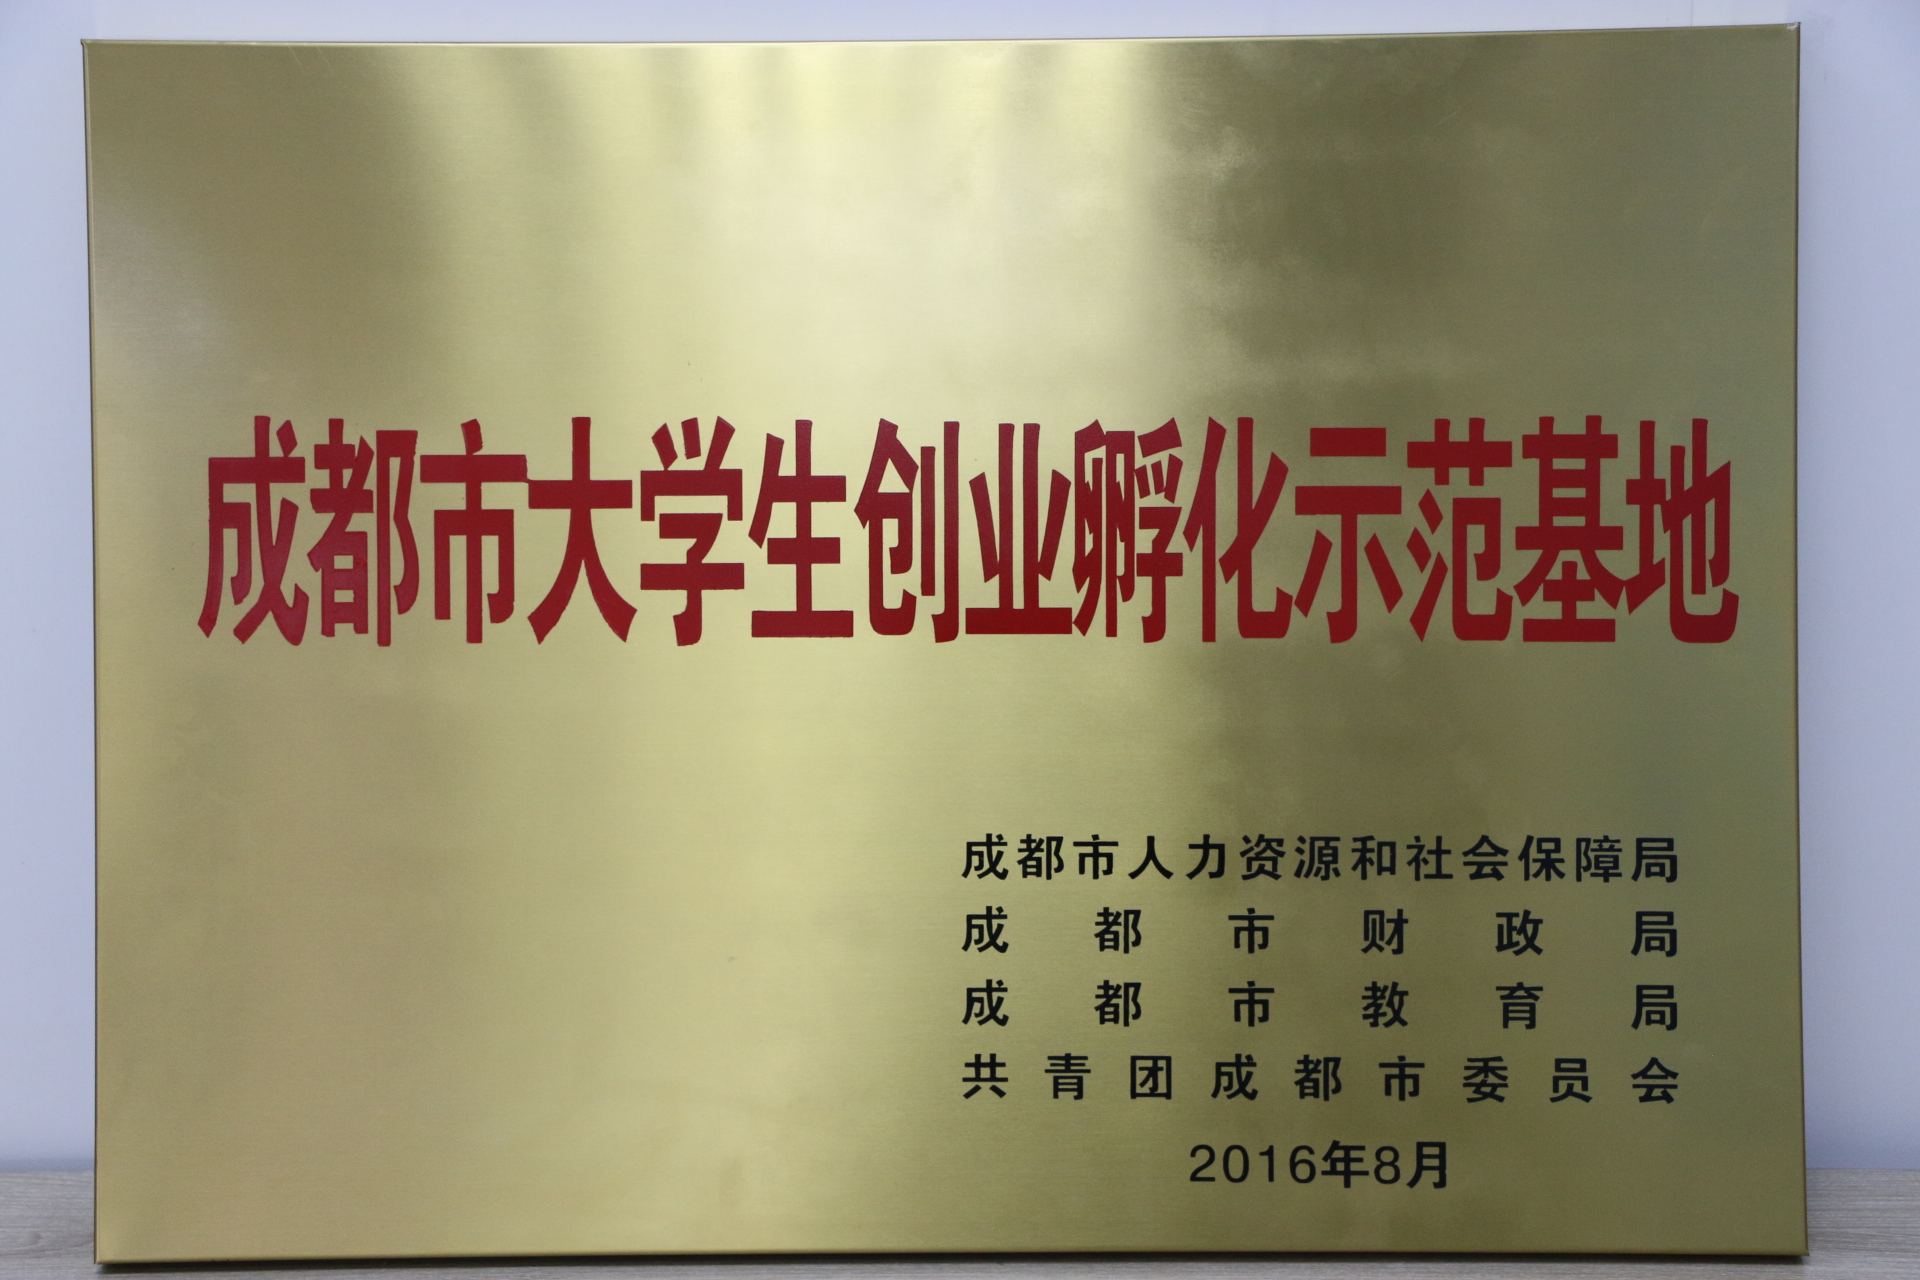 成都市大学生创业孵化示范基地
成都市人力资源和社会保障局
成都市财政局
成都市教育局
共青团成都市委员会
2016年8月